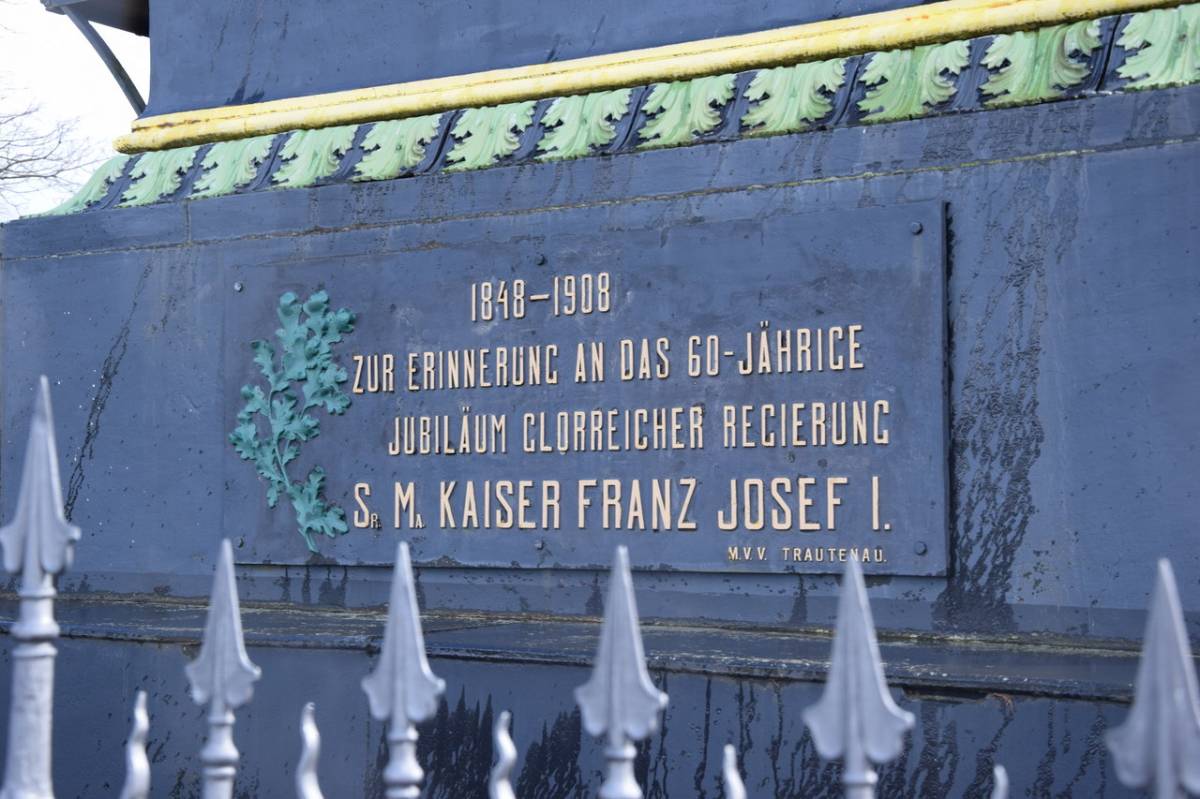 1848–1908
ZUR ERINNERUNG AN DAS 60-JÄHRIGE
JUBILÄUM GLORREICHER REGIERUNG
Sr. Ma. KAISER FRANZ JOSEF I.
M.V.V. TRAUTENAU.